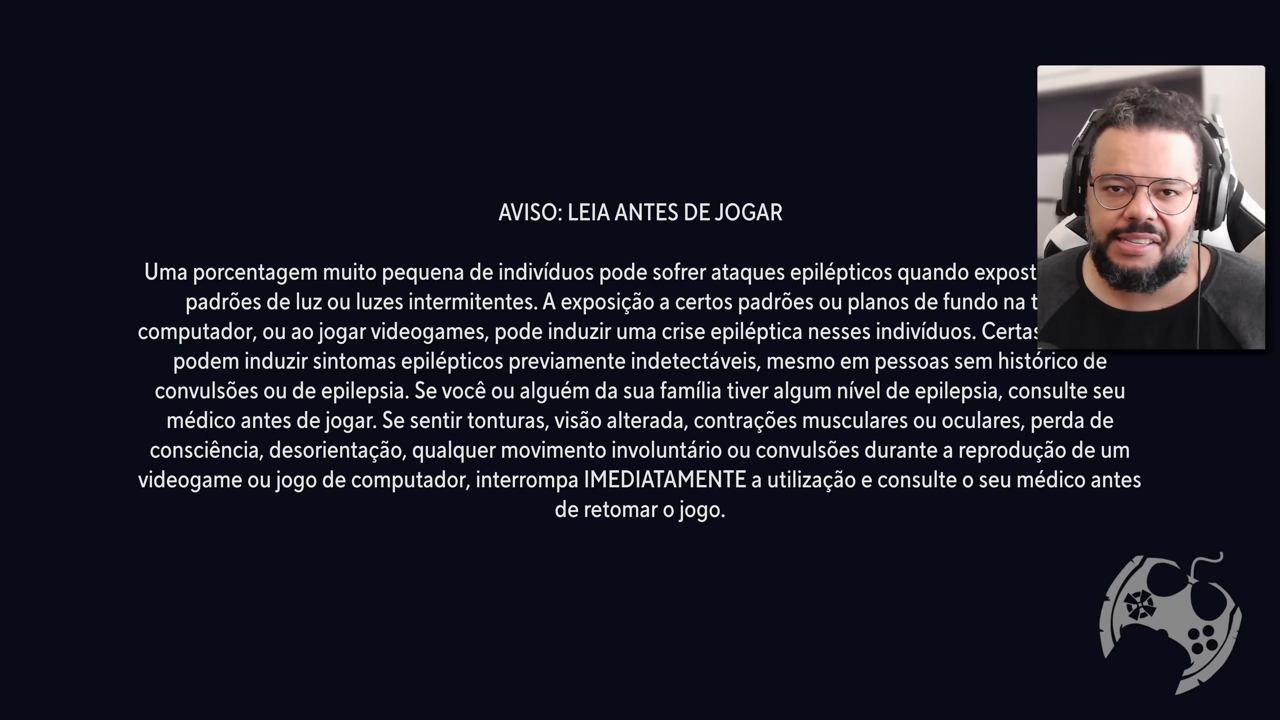 AVISO: LEIA ANTES DE JOGAR
Uma porcentagem muito pequena de indivíduos pode sofrer ataques epilépticos quando
padrões de luz ou luzes intermitentes. A exposição a certos padrões ou planos de fundo na
computador, ou ao jogar videogames, pode induzir uma crise epiléptica nesses indivíduos. Certas
podem induzir sintomas epilépticos previamente indetectáveis, mesmo em pessoas sem histórico de
convulsões ou de epilepsia. Se você ou alguém da sua família tiver algum nível de epilepsia, consulte seu
médico antes de jogar. Se sentir tonturas, visão alterada, contrações musculares ou oculares, perda de
consciência, desorientação, qualquer movimento involuntário ou convulsões durante a reprodução de um
videogame ou jogo de computador, interrompa IMEDIATAMENTE a utilização e consulte o seu médico antes
de retomar o jogo.